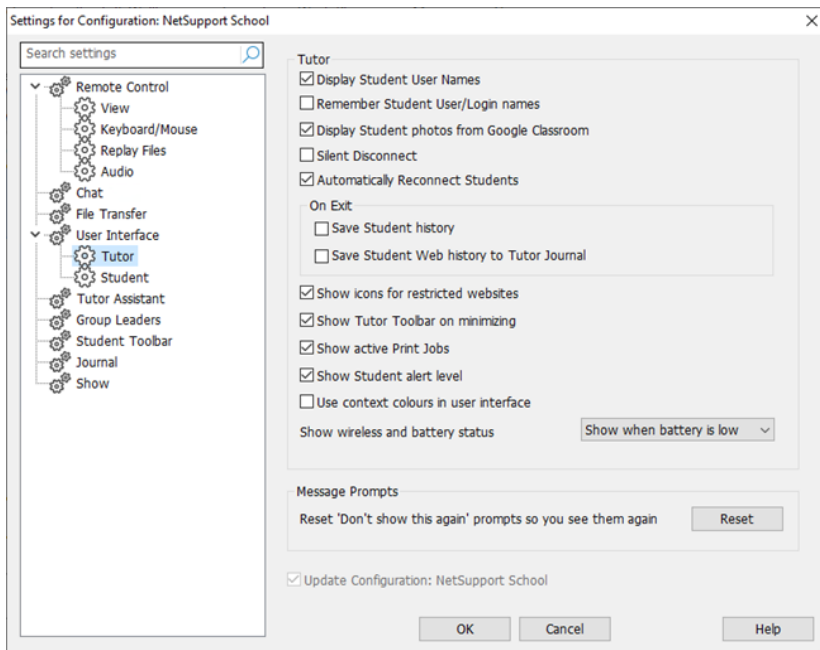 Settings for Configuration: NetSupport School
Search settings
Remote Control
View
Keyboard/Mouse
Replay Files
Audio
Chat
File Transfer
User Interface
Tutor
Student
Tutor Assistant
Group Leaders
Student Toolbar
Journal
Show
Tutor
Display Student User Names
Remember Student User/Login names
Display Student photos from Google Classroom
Silent Disconnect
Automatically Reconnect Students
On Exit
Save Student history
Save Student Web history to Tutor Journal
Show icons for restricted websites
Show Tutor Toolbar on minimizing
Show active Print Jobs
Show Student alert level
Use context colours in user interface
Show wireless and battery status Show when battery is low
Message Prompts
Reset 'Don't show this again' prompts so you see them again Reset
Update Configuration: NetSupport School
OK Cancel Help